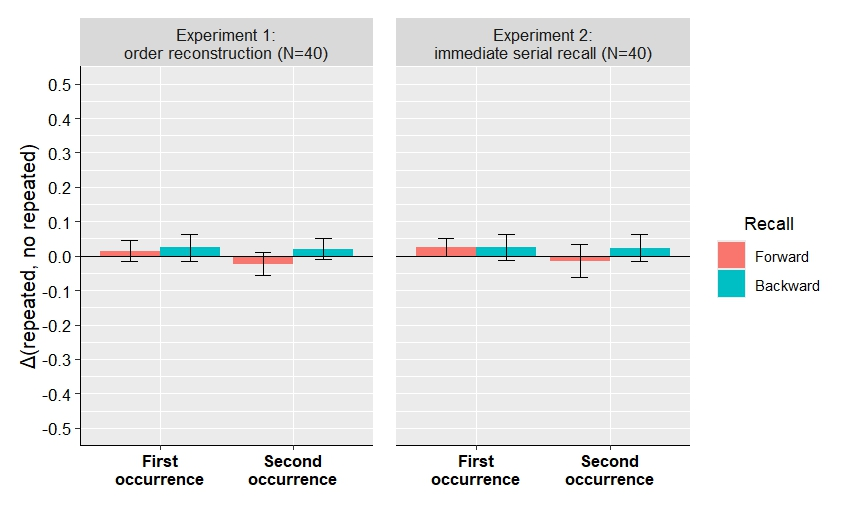 Experiment 1:
order reconstruction (N=40)
Experiment 2:
immediate serial recall (N=40)
Δ(repeated, no repeated)
0.5
0.4
0.3
0.2
0.1
0.0
-0.1
-0.2
-0.3
-0.4
-0.5
First
occurrence
Second
occurrence
First
occurrence
Second
occurrence
Recall
Forward
Backward